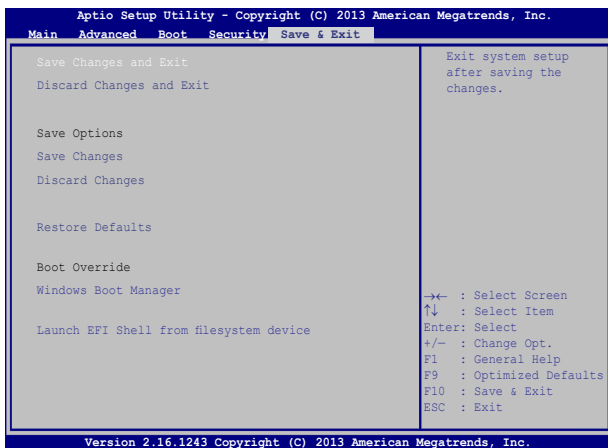 Aptio Setup Utility - Copyright (C) 2013 American Megatrends, Inc.
Main Advanced Boot Security Save & Exit
Save Changes and Exit
Discard Changes and Exit
Save Options
Save Changes
Discard Changes
Restore Defaults
Boot Override
Windows Boot Manager
Launch EFI Shell from filesystem device
Exit system setup
after saving the
changes.
→← : Select Screen
↑↓ : Select Item
Enter: Select
+/— : Change Opt.
F1 : General Help
F9 : Optimized Defaults
F10 : Save & Exit
ESC : Exit
Version 2.16.1243 Copyright (C) 2013 American Megatrends, Inc.